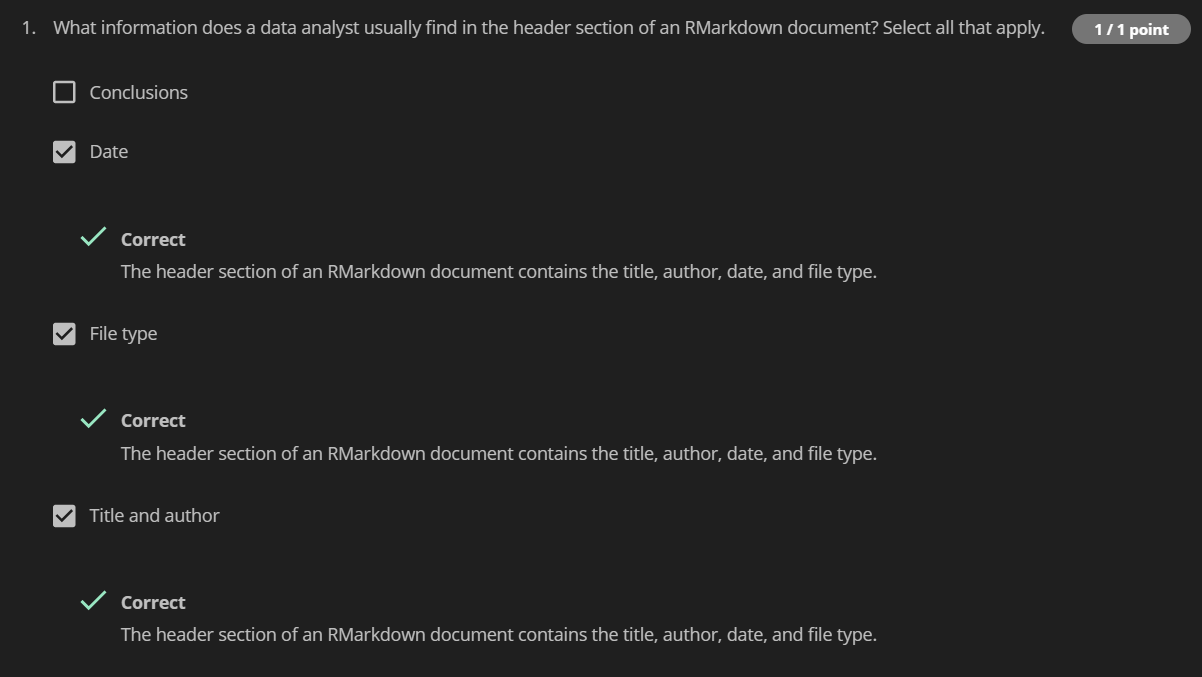 1. What information does a data analyst usually find in the header section of an RMarkdown document? Select all that apply. 1 / 1 point
Conclusions
Date
Correct
The header section of an RMarkdown document contains the title, author, date, and file type.
File type
Correct
The header section of an RMarkdown document contains the title, author, date, and file type.
Title and author
Correct
The header section of an RMarkdown document contains the title, author, date, and file type.